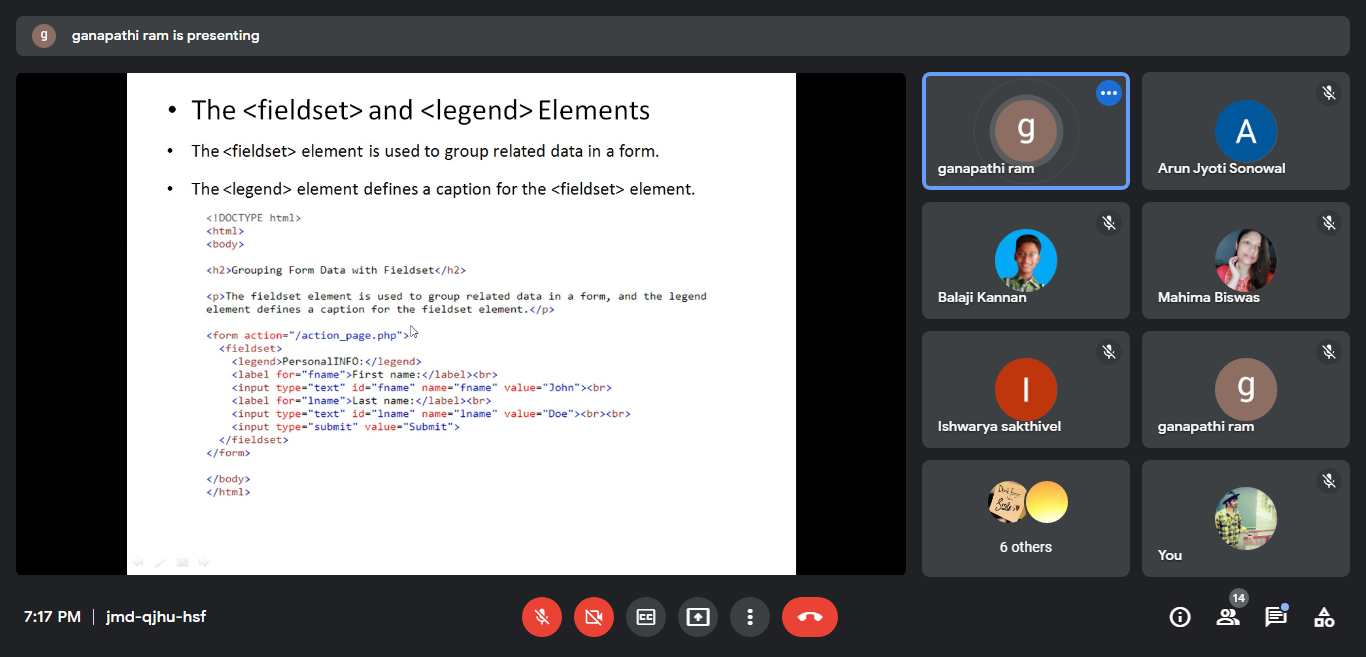 g ganapathi ram is presenting
• The <fieldset> and <legend> Elements
• The <fieldset> element is used to group related data in a form.
• The <legend> element defines a caption for the <fieldset> element.
<!DOCTYPE html>
<html>
<body>
<h2>Grouping Form Data with Fieldset</h2>
<p>The fieldset element is used to group related data in a form, and the legend
element defines a caption for the fieldset element.</p>
<form action="/action_page.php">
<fieldset>
<legend>PersonalINFO:</legend>
<label for="fname">First name:</label><br>
<input type="text" id="fname" name="fname" value="John"><br>
<label for="lname">Last name:</label><br>
<input type="text" id="lname" name="lname" value="Doe"><br><br>
<input type="submit" value="Submit">
</fieldset>
</form>
</body>
</html>
g
ganapathi ram
A
Arun Jyoti Sonowal
Balaji Kannan
Mahima Biswas
I
Ishwarya sakthivel
g
ganapathi ram
6 others
You
7:17 PM | jmd-qjhu-hsf
14